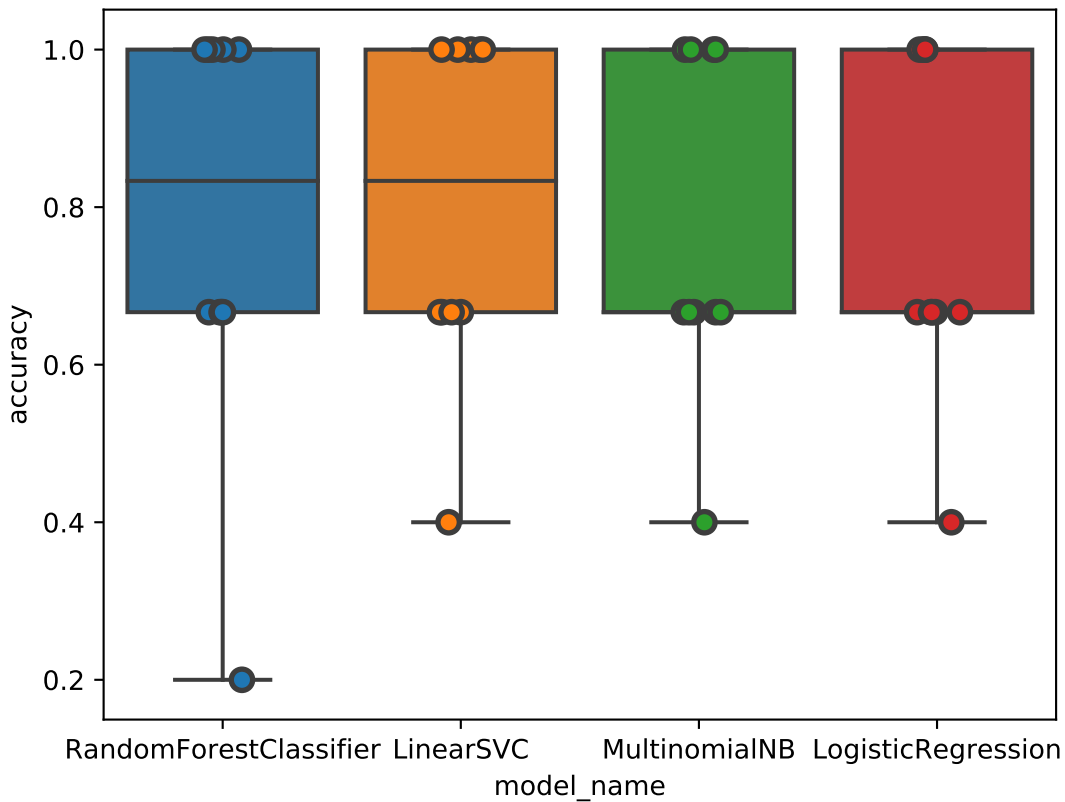 accuracy
1.0
0.8
0.6
0.4
0.2
RandomForestClassifier LinearSVC MultinomialNB LogisticRegression
model_name